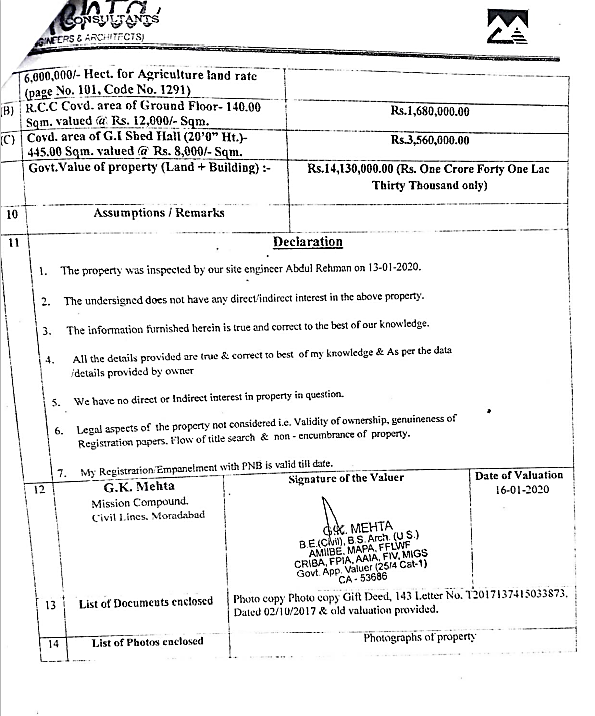 CONSULTANTS
(ENGINEERS & ARCHITECTS)
6,000,000/- Hect. for Agriculture land rate
(page No. 101, Code No. 1291)
(B) R.C.C Covd. area of Ground Floor- 140.00
Sqm. valued @ Rs. 12,000/- Sqm.
Rs.1,680,000.00
(C) Covd. area of G.I Shed Hall (20'0" Ht.)-
445.00 Sqm. valued @ Rs. 8,000/- Sqm.
Rs.3,560,000.00
Govt.Value of property (Land + Building) :-
Rs.14,130,000.00 (Rs. One Crore Forty One Lac
Thirty Thousand only)
10 Assumptions / Remarks
11 Declaration
1. The property was inspected by our site engineer Abdul Rehman on 13-01-2020.
2. The undersigned does not have any direct/indirect interest in the above property.
3. The information furnished herein is true and correct to the best of our knowledge.
4. All the details provided are true & correct to best of my knowledge & As per the data
/details provided by owner
5. We have no direct or Indirect interest in property in question.
6. Legal aspects of the property not considered i.e. Validity of ownership, genuineness of
Registration papers. Flow of title search & non - encumbrance of property.
7. My Registration/Empanelment with PNB is valid till date.
12 G.K. Mehta
Mission Compound.
Civil Lines, Moradabad
Signature of the Valuer
G.K. MEHTA
B.E.(Civil), B.S. Arch. (U S.)
AMIIBE, MAPA, FFLWF
CRIBA, FPIA, AAIA, FIV, MIGS
Govt. App. Valuer (25/4 Cat-1)
CA - 53686
Date of Valuation
16-01-2020
13 List of Documents enclosed
Photo copy Photo copy Gift Deed, 143 Letter No. T2017137415033873.
Dated 02/10/2017 & old valuation provided.
14 List of Photos enclosed
Photographs of property